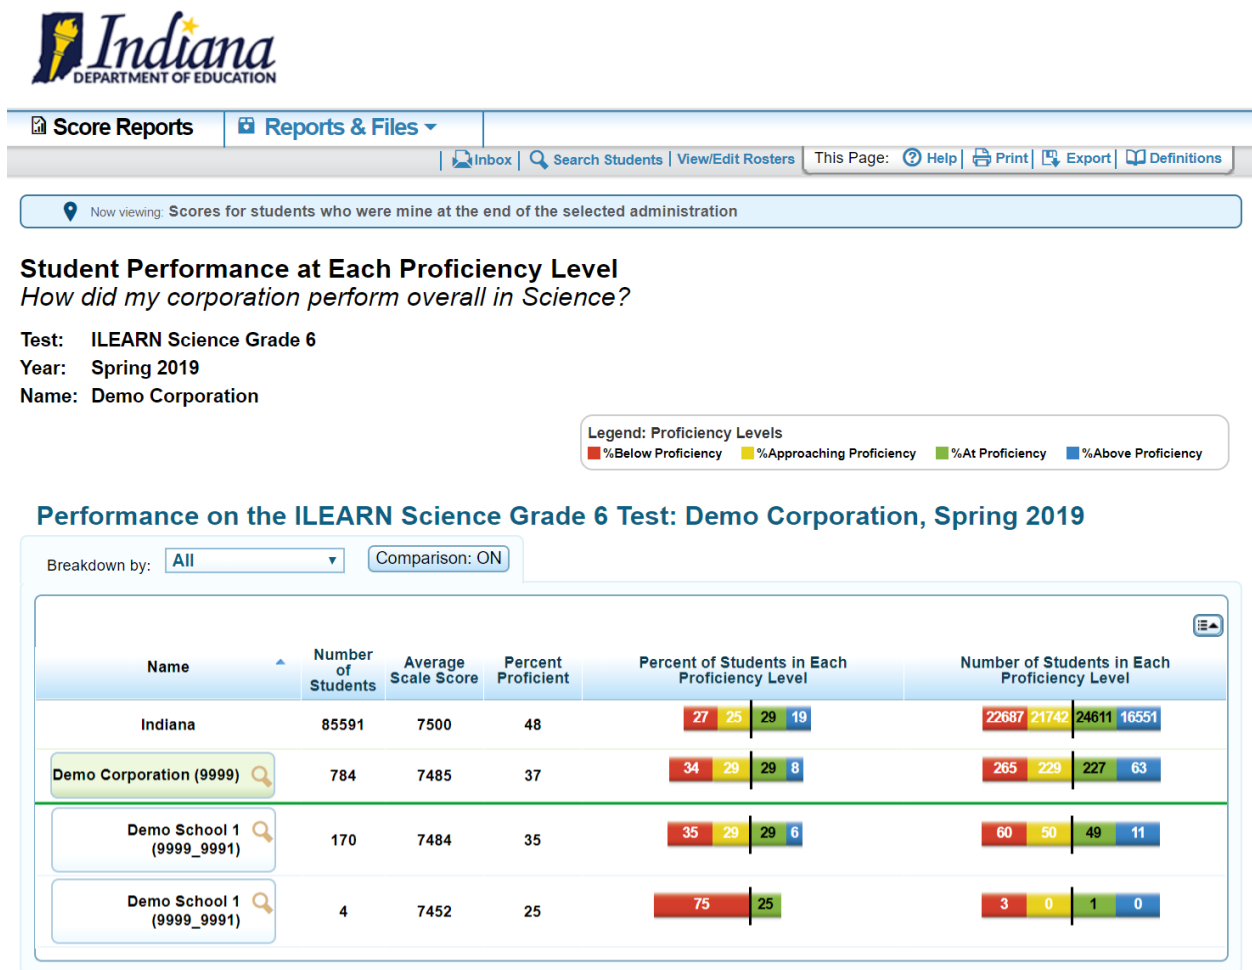 Indiana
DEPARTMENT OF EDUCATION
Score Reports
Reports & Files
Inbox | Search Students | View/Edit Rosters
This Page: Help | Print | Export | Definitions
Now viewing: Scores for students who were mine at the end of the selected administration
Student Performance at Each Proficiency Level
How did my corporation perform overall in Science?
Test: ILEARN Science Grade 6
Year: Spring 2019
Name: Demo Corporation
Legend: Proficiency Levels
%Below Proficiency %Approaching Proficiency %At Proficiency %Above Proficiency
Performance on the ILEARN Science Grade 6 Test: Demo Corporation, Spring 2019
Breakdown by: All Comparison: ON
Name
Number
of
Students
Average
Scale Score
Percent
Proficient
Percent of Students in Each
Proficiency Level
Number of Students in Each
Proficiency Level
Indiana 85591 7500 48 27 25 29 19 22687 21742 24611 16551
Demo Corporation (9999) 784 7485 37 34 29 29 8 265 229 227 63
Demo School 1
(9999_9991)
170 7484 35 35 29 29 6 60 50 49 11
Demo School 1
(9999_9991)
4 7452 25 75 25 3 0 1 0